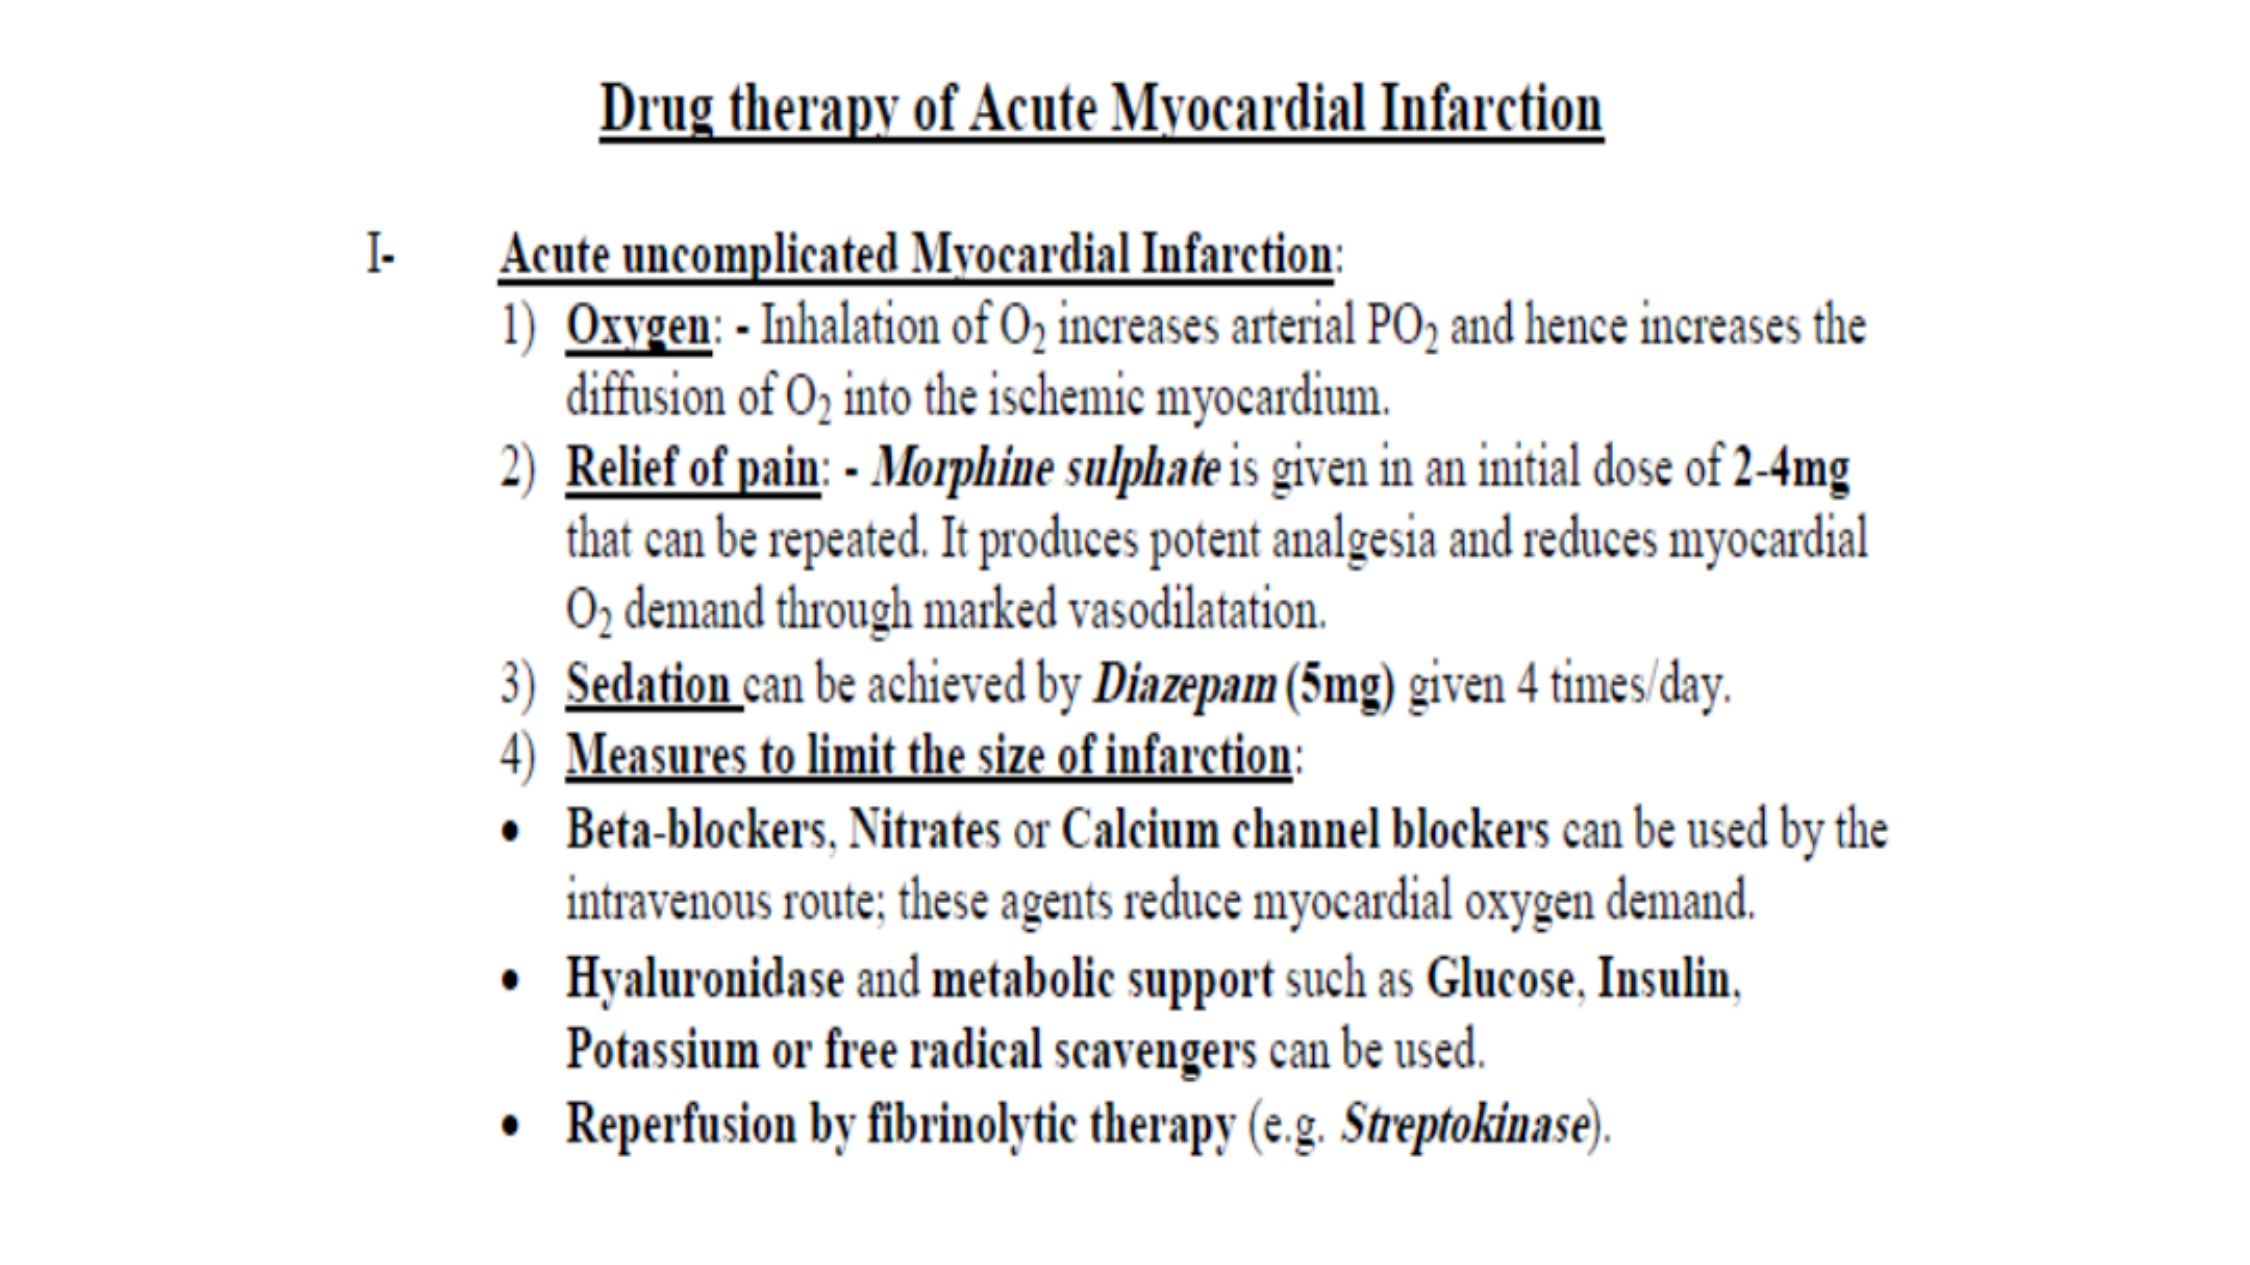 Drug therapy of Acute Myocardial Infarction
I- Acute uncomplicated Myocardial Infarction:
1) Oxygen: - Inhalation of O₂ increases arterial PO₂ and hence increases the
diffusion of O₂ into the ischemic myocardium.
2) Relief of pain: - Morphine sulphate is given in an initial dose of 2-4mg
that can be repeated. It produces potent analgesia and reduces myocardial
O₂ demand through marked vasodilatation.
3) Sedation can be achieved by Diazepam (5mg) given 4 times/day.
4) Measures to limit the size of infarction:
• Beta-blockers, Nitrates or Calcium channel blockers can be used by the
intravenous route; these agents reduce myocardial oxygen demand.
• Hyaluronidase and metabolic support such as Glucose, Insulin,
Potassium or free radical scavengers can be used.
• Reperfusion by fibrinolytic therapy (e.g. Streptokinase).